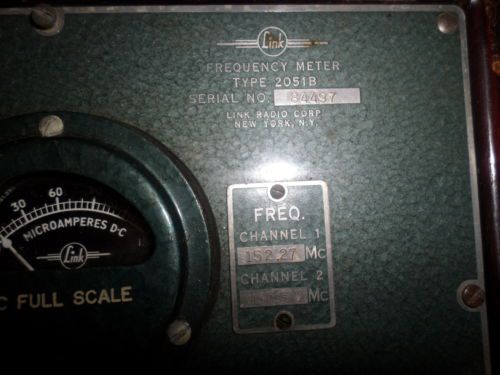 Link
FREQUENCY METER
TYPE 2051B
SERIAL NO. 84497
LINK RADIO CORP.
NEW YORK, N.Y.
30 60
MICROAMPERES D-C
Link
C FULL SCALE
FREQ.
CHANNEL 1
152.27 Mc
CHANNEL 2
Mc